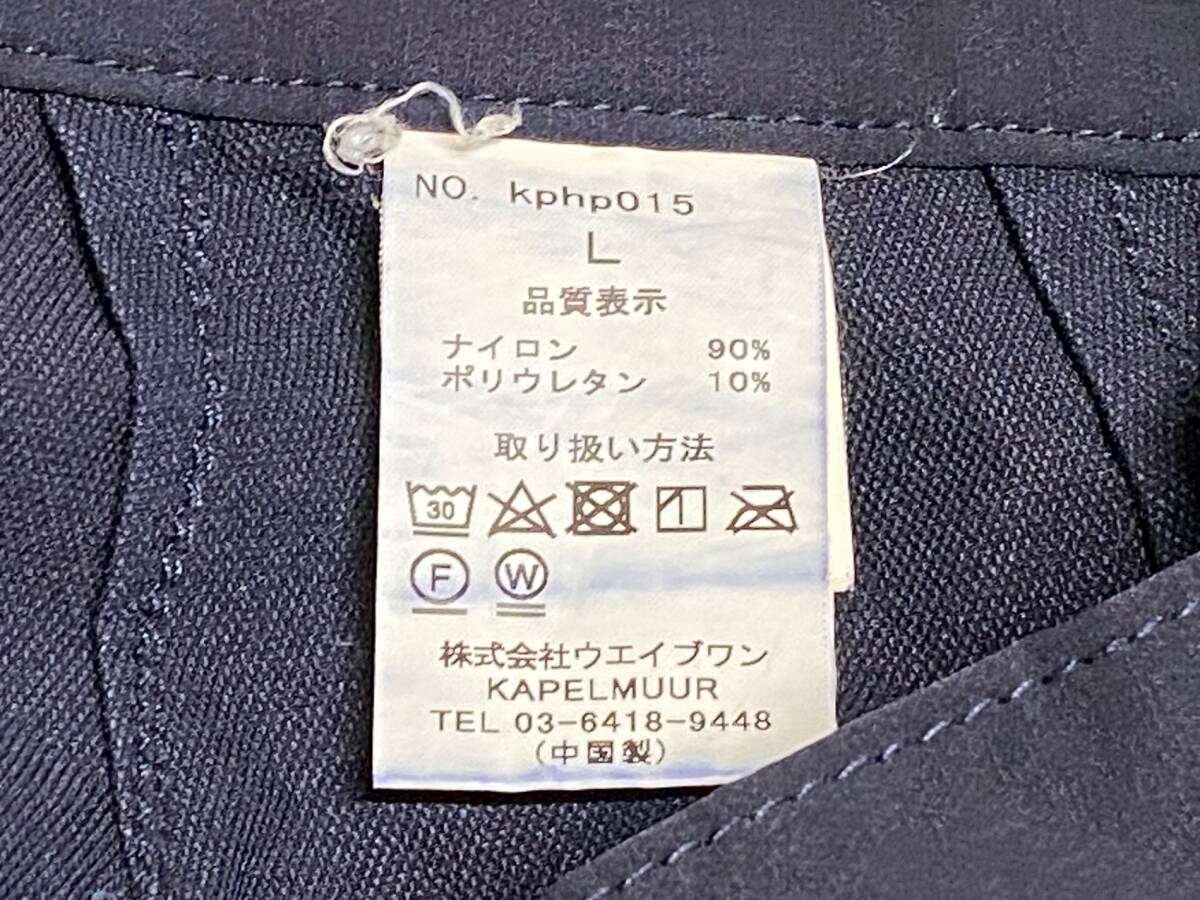 NO. kphp015
L
品質表示
ナイロン 90%
ポリウレタン 10%
取り扱い方法
30
F W
株式会社ウエイブワン
KAPELMUUR
TEL 03-6418-9448
(中国製)